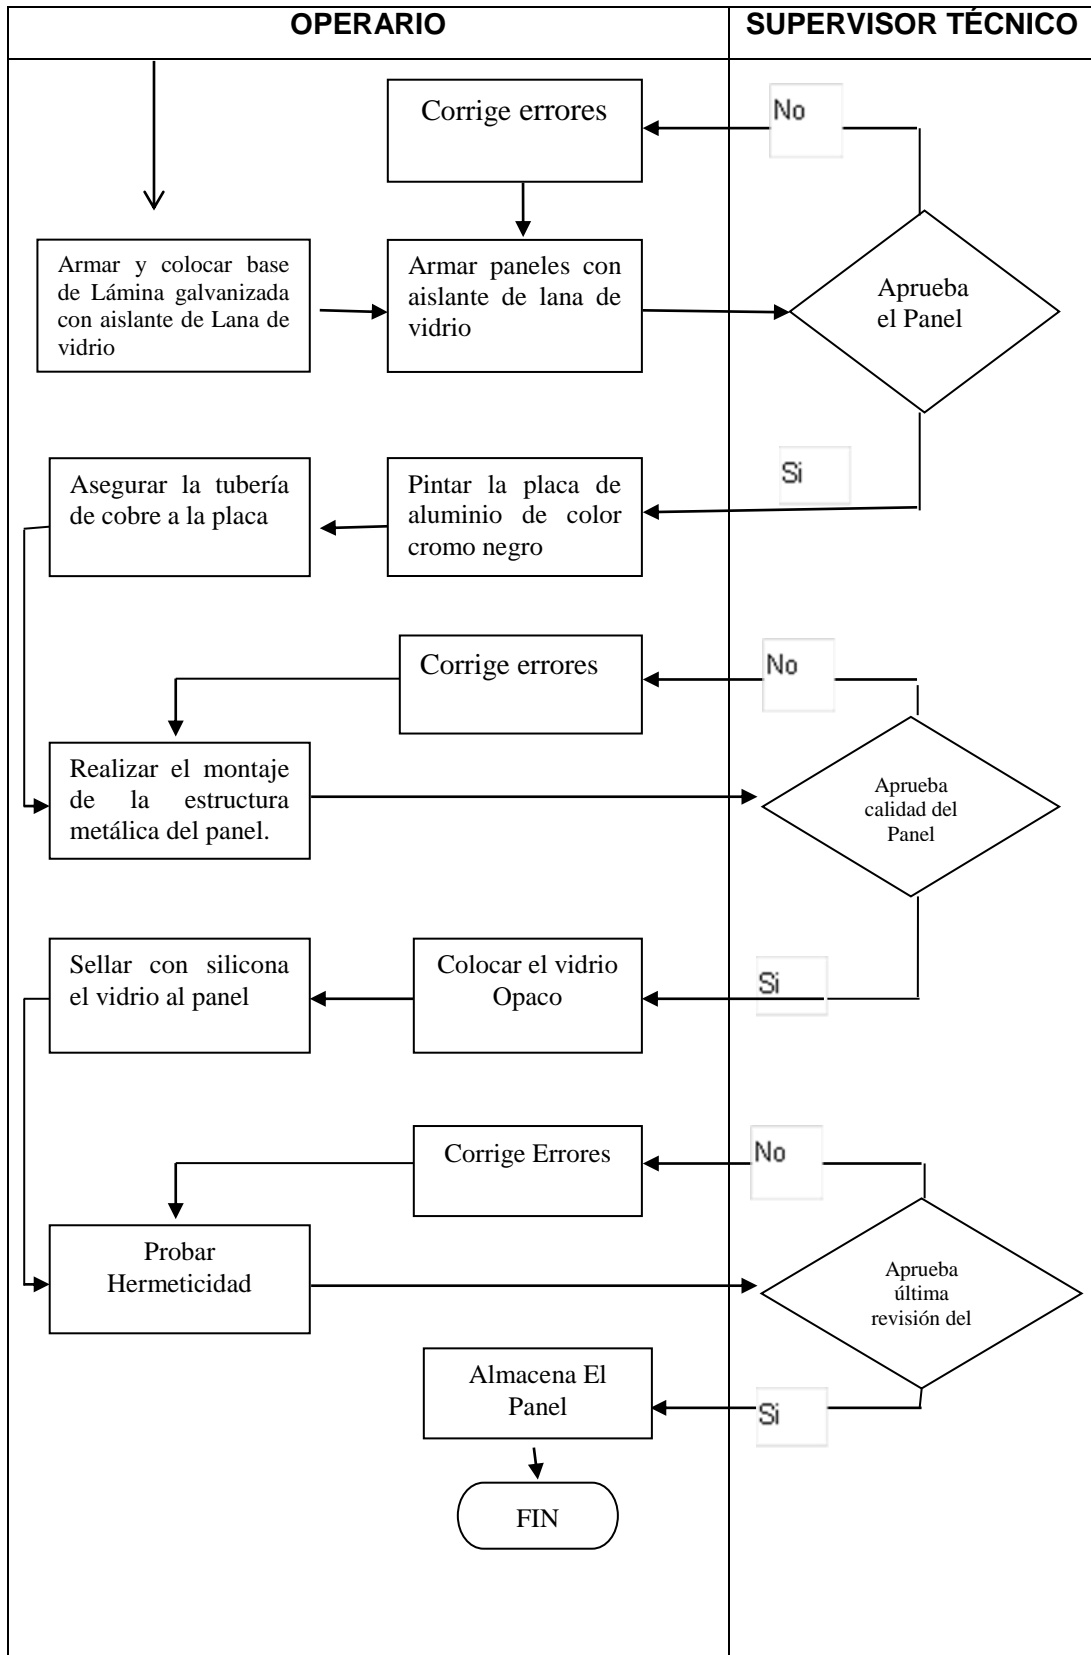 OPERARIO
SUPERVISOR TÉCNICO
Corrige errores
No
Armar y colocar base
de Lámina galvanizada
con aislante de Lana de
vidrio
Armar paneles con
aislante de lana de
vidrio
Aprueba
el Panel
Si
Asegurar la tubería
de cobre a la placa
Pintar la placa de
aluminio de color
cromo negro
Corrige errores
No
Realizar el montaje
de la estructura
metálica del panel.
Aprueba
calidad del
Panel
Sellar con silicona
el vidrio al panel
Colocar el vidrio
Opaco
Si
Corrige Errores
No
Probar
Hermeticidad
Aprueba
última
revisión del
Almacena El
Panel
Si
FIN